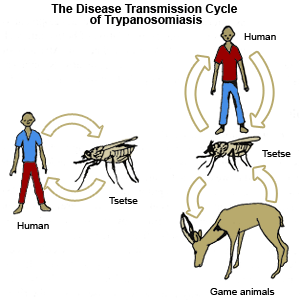 The Disease Transmission Cycle
of Trypanosomiasis
Human
Tsetse
Human
Tsetse
Game animals